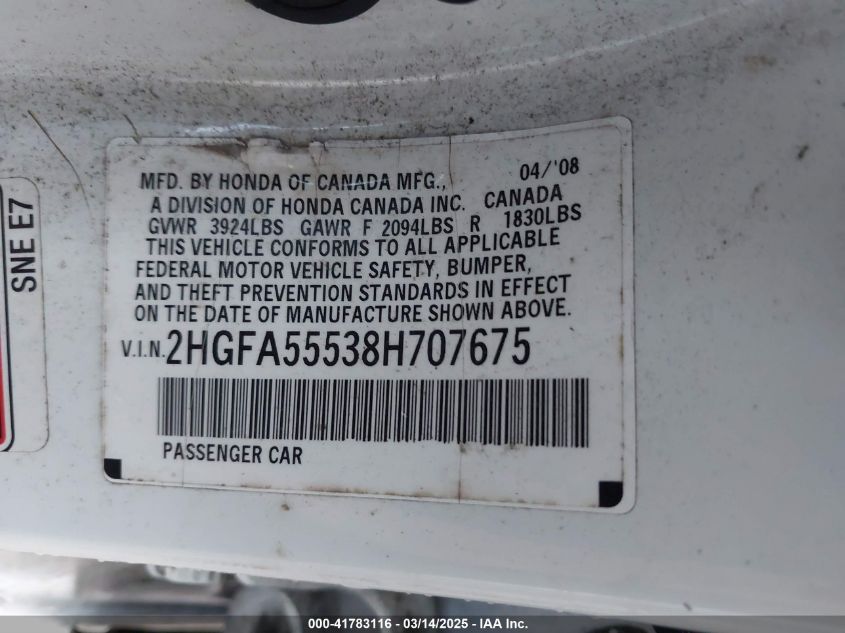 04/'08
MFD. BY HONDA OF CANADA MFG.,
A DIVISION OF HONDA CANADA INC. CANADA
GVWR 3924LBS GAWR F 2094LBS R 1830LBS
THIS VEHICLE CONFORMS TO ALL APPLICABLE
FEDERAL MOTOR VEHICLE SAFETY, BUMPER,
AND THEFT PREVENTION STANDARDS IN EFFECT
ON THE DATE OF MANUFACTURE SHOWN ABOVE.
V.I.N. 2HGFA55538H707675
PASSENGER CAR
SNE E7
000-41783116 - 03/14/2025 - IAA Inc.